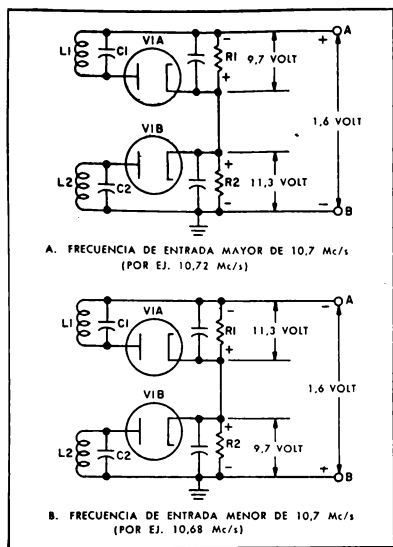 V1A
L1
C1
R1
9,7 VOLT
A
1,6 VOLT
V1B
L2
C2
R2
11,3 VOLT
B
A. FRECUENCIA DE ENTRADA MAYOR DE 10,7 Mc/s
(POR EJ. 10,72 Mc/s)
V1A
L1
C1
R1
11,3 VOLT
A
1,6 VOLT
V1B
L2
C2
R2
9,7 VOLT
B
B. FRECUENCIA DE ENTRADA MENOR DE 10,7 Mc/s
(POR EJ. 10,68 Mc/s)